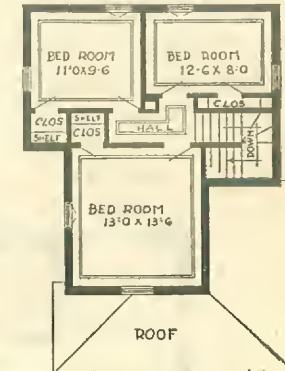 BED ROOM
11'0X9-6
BED ROOM
12-6 X 8-0
CLOS
CLOS
SHELF
SHELF
CLOS
HALL
DOWN
BED ROOM
13'0 X 13'6
ROOF